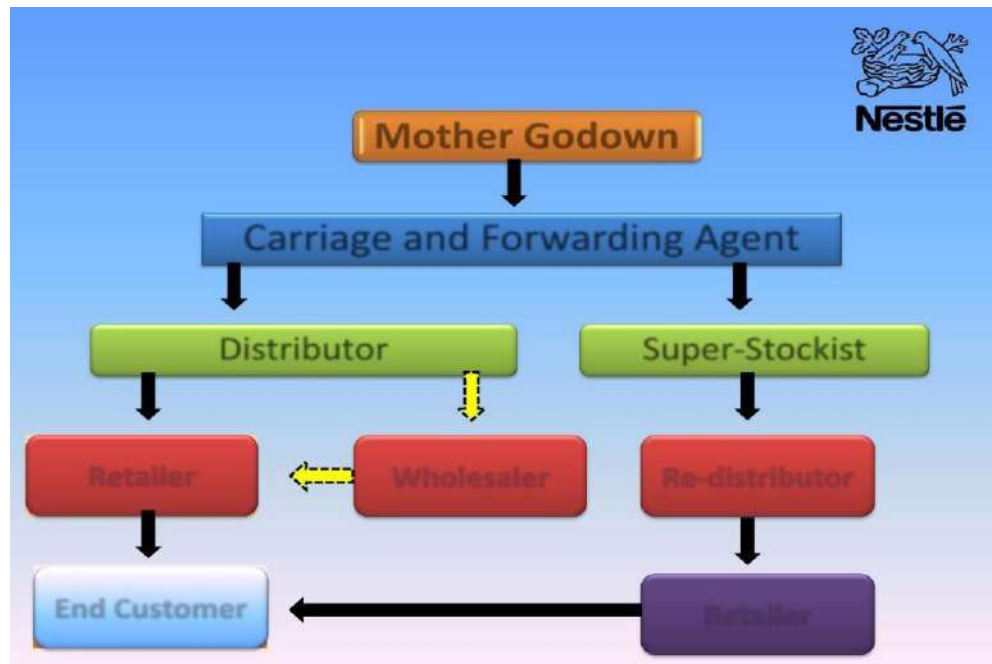 Nestlé
Mother Godown
Carriage and Forwarding Agent
Distributor
Super-Stockist
Retailer
Wholesaler
Re-distributor
End Customer
Retailer